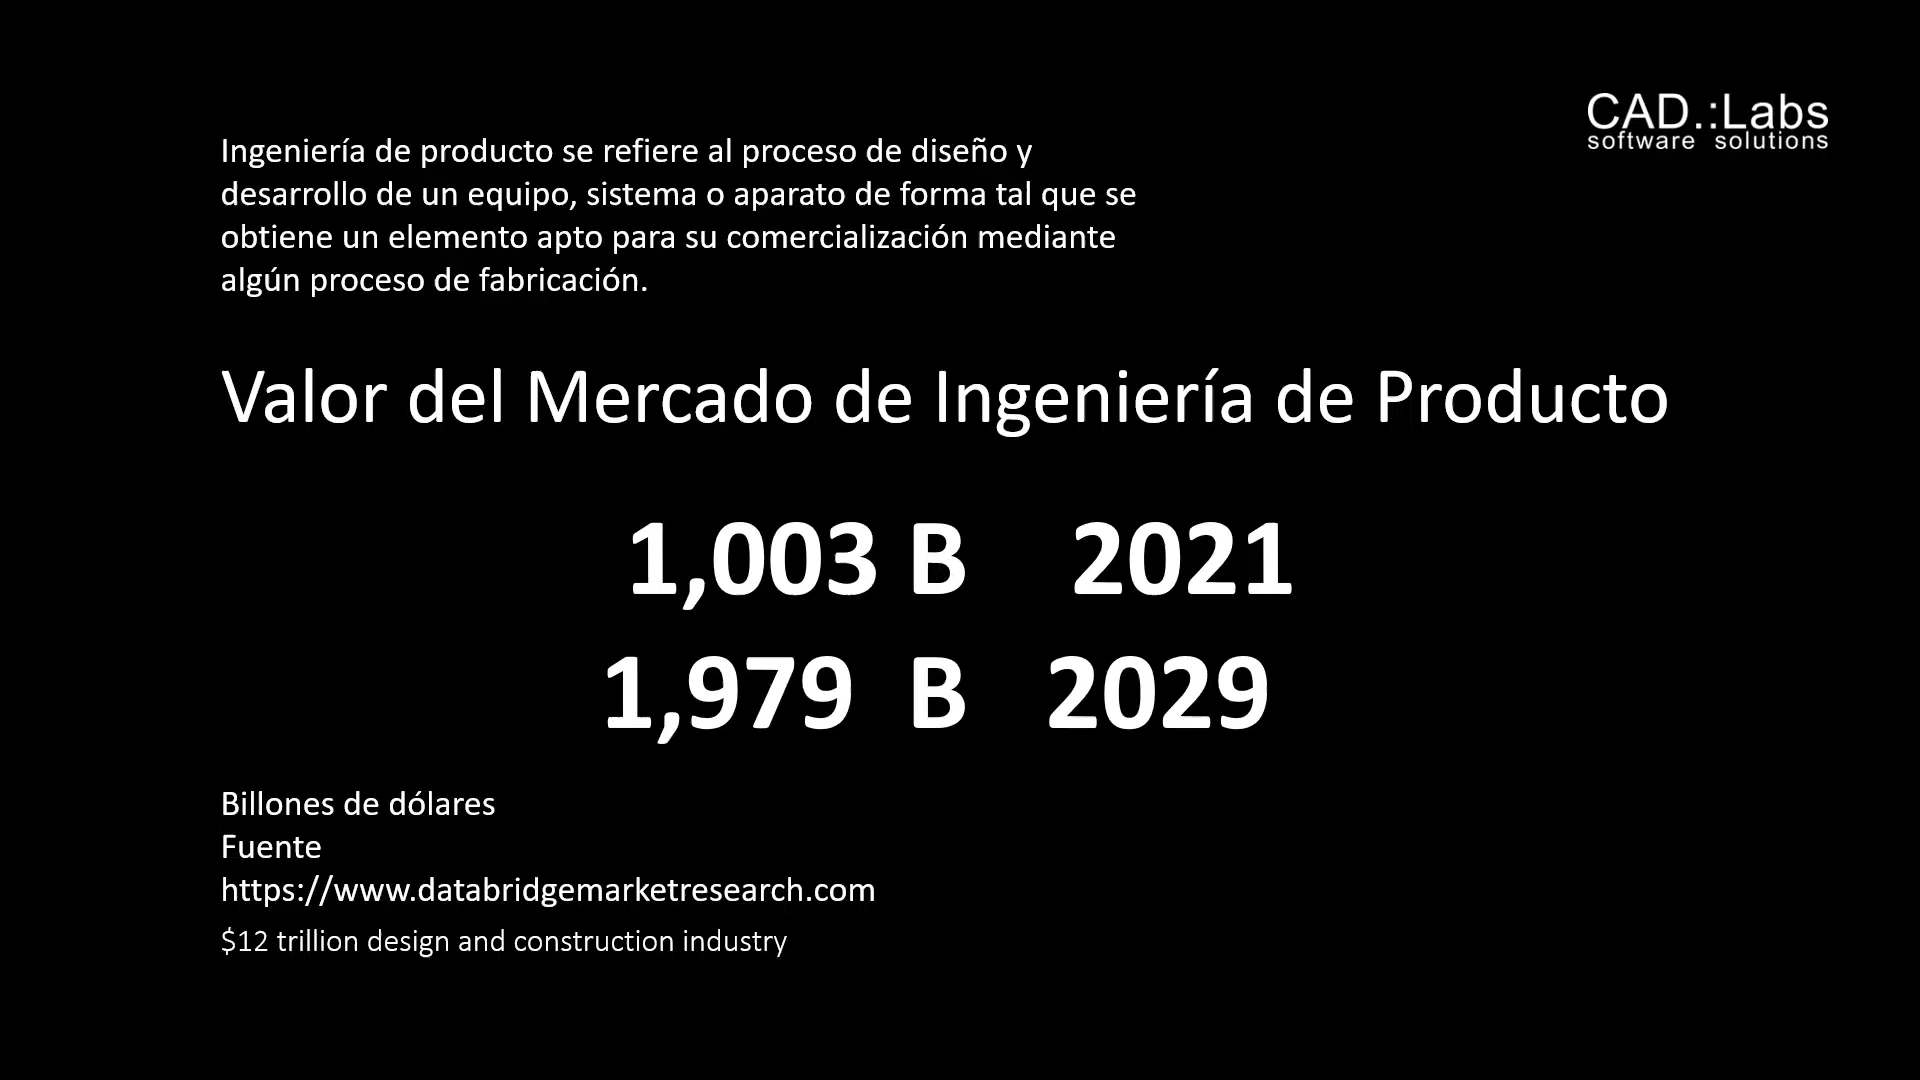 CAD.:Labs
software solutions
Ingeniería de producto se refiere al proceso de diseño y
desarrollo de un equipo, sistema o aparato de forma tal que se
obtiene un elemento apto para su comercialización mediante
algún proceso de fabricación.
Valor del Mercado de Ingeniería de Producto
1,003 B 2021
1,979 B 2029
Billones de dólares
Fuente
https://www.databridgemarketresearch.com
$12 trillion design and construction industry